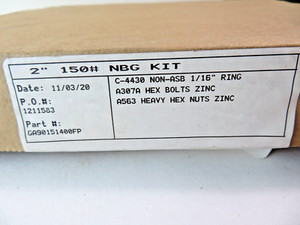 2" 150# NBG KIT
Date: 11/03/20
P.O.#:
1211583
Part #:
GA90151400FP
C-4430 NON-ASB 1/16" RING
A307A HEX BOLTS ZINC
A563 HEAVY HEX NUTS ZINC